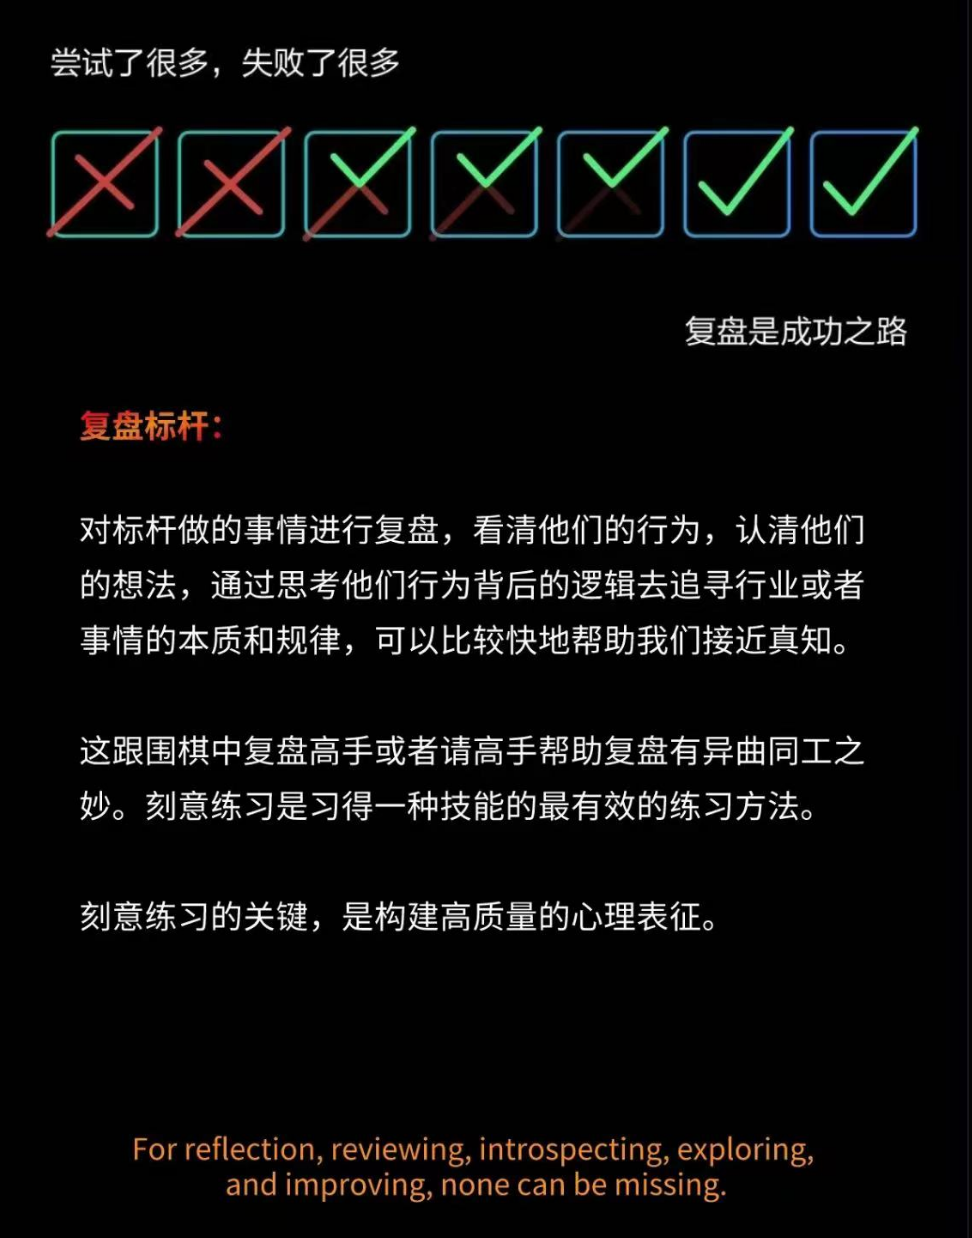 尝试了很多，失败了很多
复盘是成功之路
复盘标杆：
对标杆做的事情进行复盘，看清他们的行为，认清他们
的想法，通过思考他们行为背后的逻辑去追寻行业或者
事情的本质和规律，可以比较快地帮助我们接近真知。
这跟围棋中复盘高手或者请高手帮助复盘有异曲同工之
妙。刻意练习是习得一种技能的最有效的练习方法。
刻意练习的关键，是构建高质量的心理表征。
For reflection, reviewing, introspecting, exploring,
and improving, none can be missing.